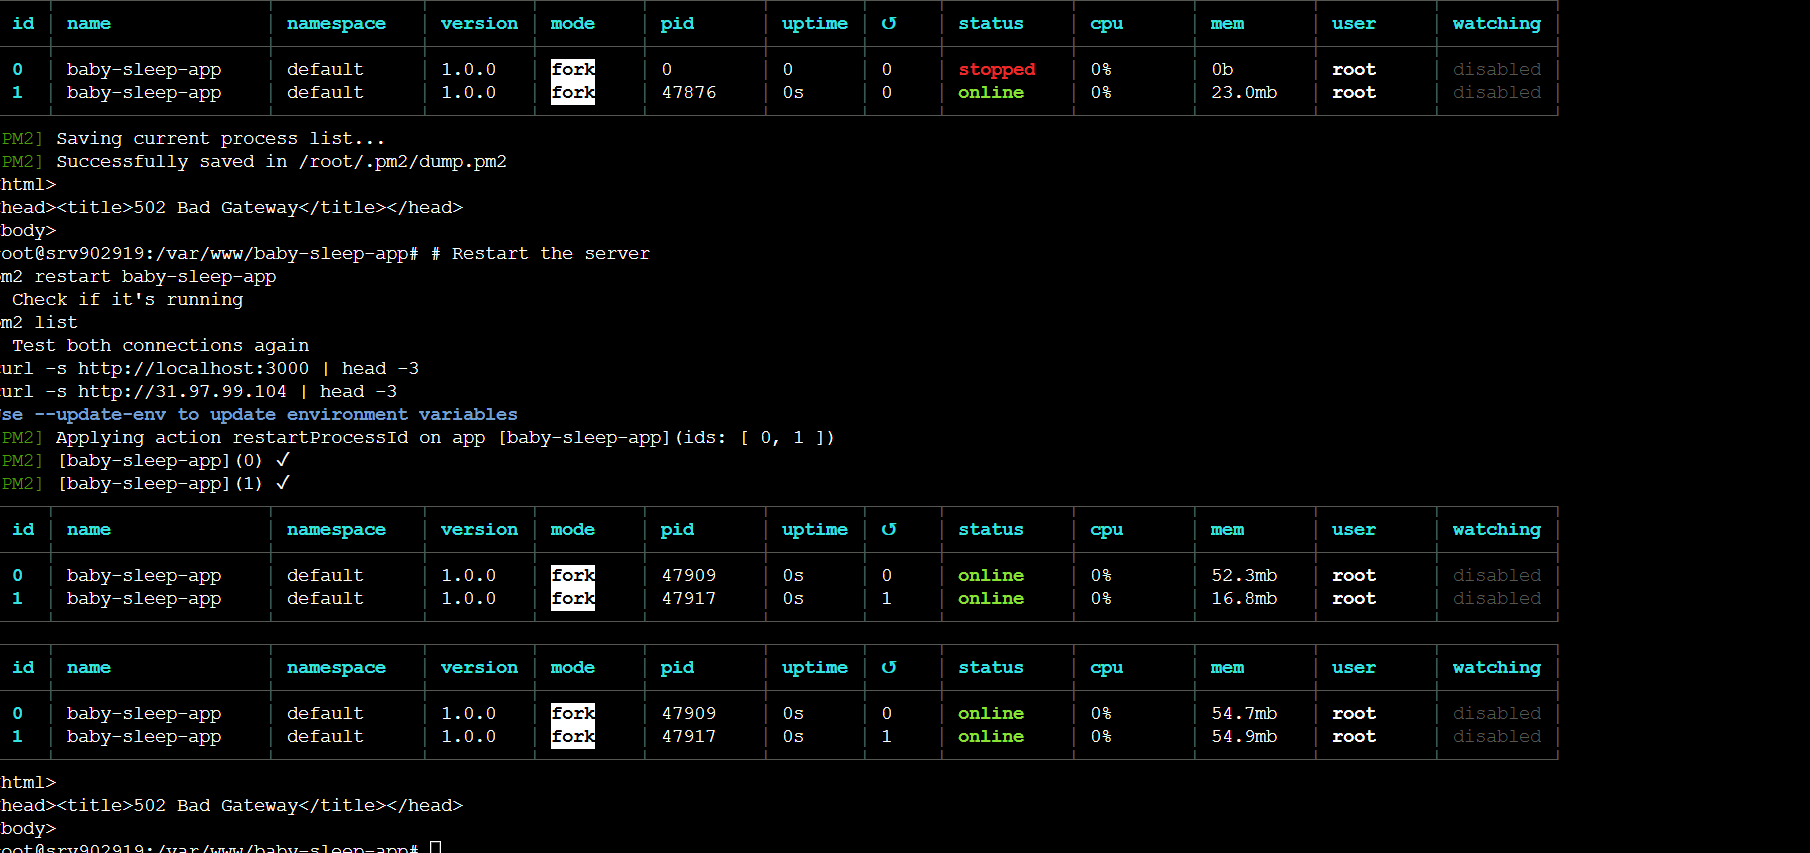 id name namespace version mode pid uptime ↺ status cpu mem user watching
0 baby-sleep-app default 1.0.0 fork 0 0 0 stopped 0% 0b root disabled
1 baby-sleep-app default 1.0.0 fork 47876 0s 0 online 0% 23.0mb root disabled
PM2] Saving current process list...
PM2] Successfully saved in /root/.pm2/dump.pm2
html>
head><title>502 Bad Gateway</title></head>
body>
root@srv902919:/var/www/baby-sleep-app# # Restart the server
pm2 restart baby-sleep-app
Check if it's running
pm2 list
Test both connections again
curl -s http://localhost:3000 | head -3
curl -s http://31.97.99.104 | head -3
Use --update-env to update environment variables
PM2] Applying action restartProcessId on app [baby-sleep-app](ids: [ 0, 1 ])
PM2] [baby-sleep-app](0) ✓
PM2] [baby-sleep-app](1) ✓
id name namespace version mode pid uptime ↺ status cpu mem user watching
0 baby-sleep-app default 1.0.0 fork 47909 0s 0 online 0% 52.3mb root disabled
1 baby-sleep-app default 1.0.0 fork 47917 0s 1 online 0% 16.8mb root disabled
id name namespace version mode pid uptime ↺ status cpu mem user watching
0 baby-sleep-app default 1.0.0 fork 47909 0s 0 online 0% 54.7mb root disabled
1 baby-sleep-app default 1.0.0 fork 47917 0s 1 online 0% 54.9mb root disabled
html>
head><title>502 Bad Gateway</title></head>
body>
root@srv902919:/var/www/baby-sleep-app#